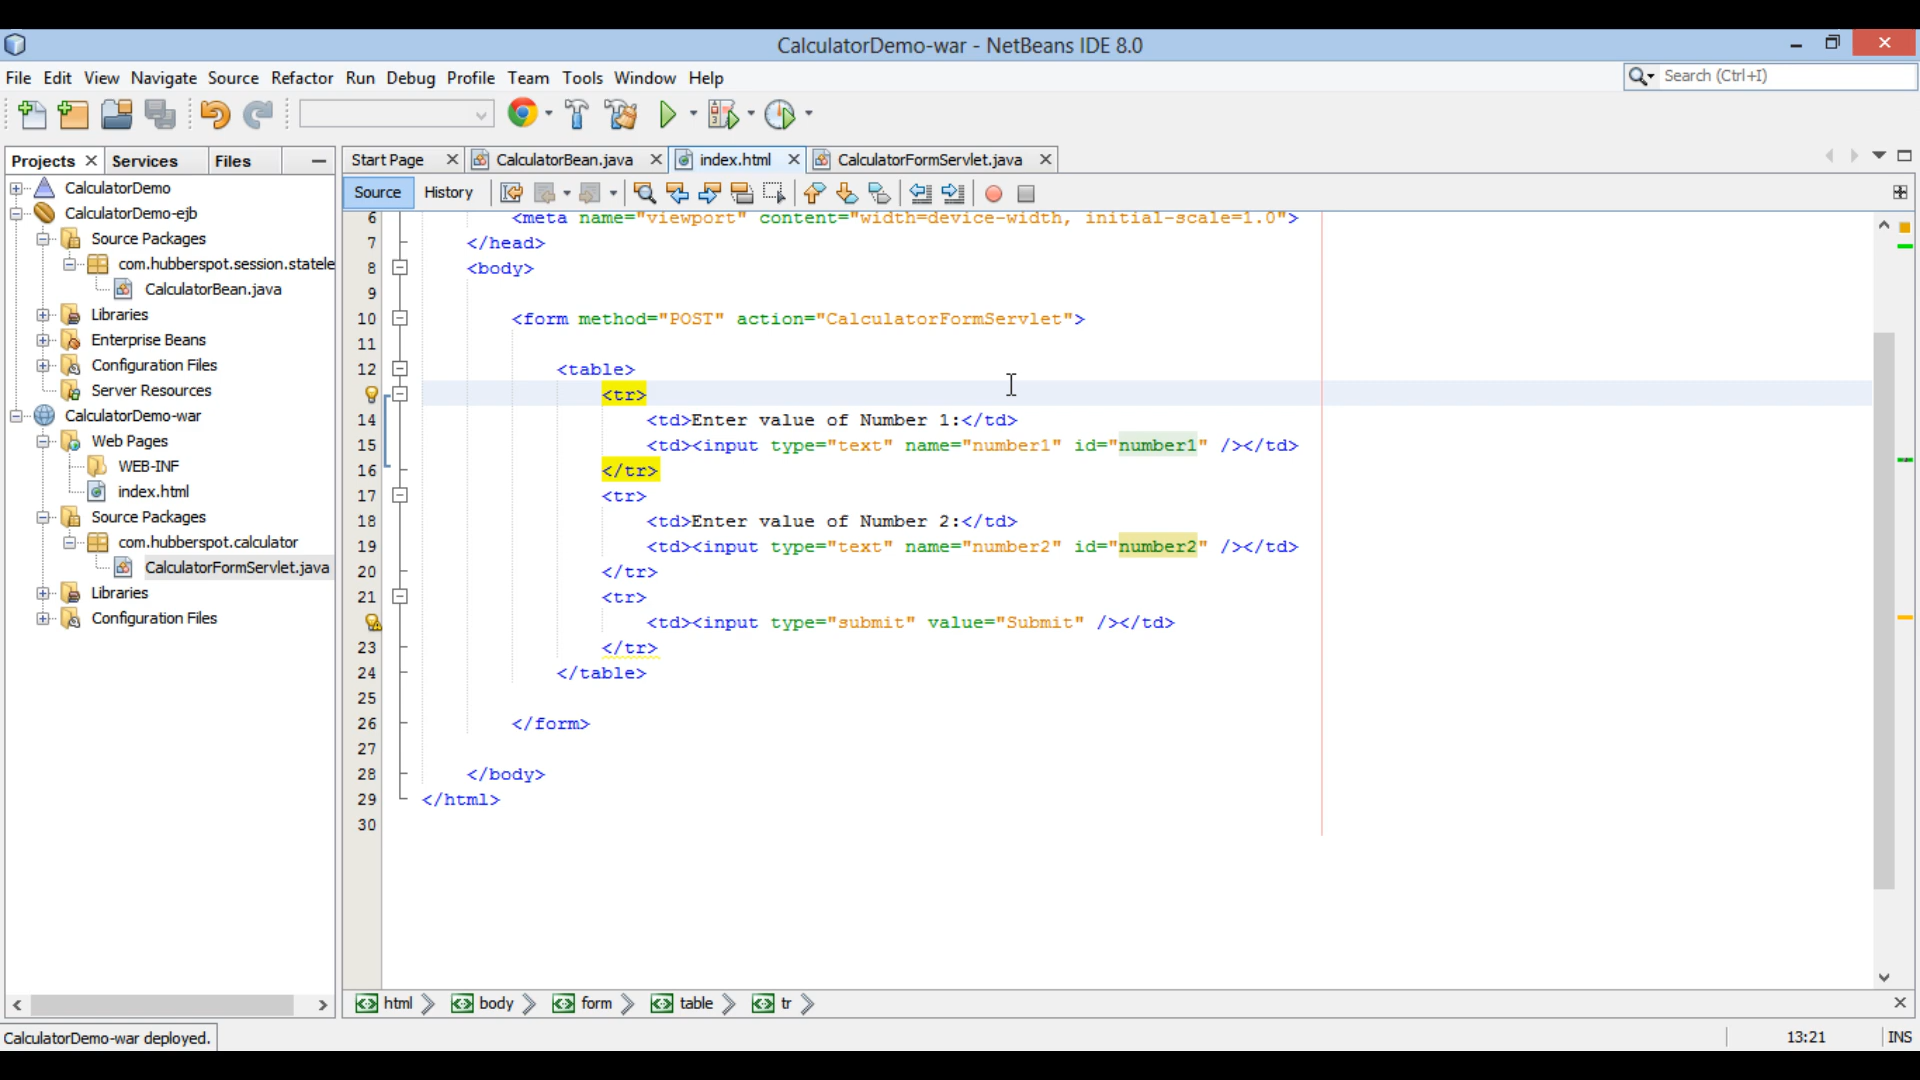 CalculatorDemo-war - NetBeans IDE 8.0
File Edit View Navigate Source Refactor Run Debug Profile Team Tools Window Help
Search (Ctrl+I)
Projects Services Files
Start Page CalculatorBean.java index.html CalculatorFormServlet.java
Source History
CalculatorDemo
CalculatorDemo-ejb
Source Packages
com.hubberspot.session.statele
CalculatorBean.java
Libraries
Enterprise Beans
Configuration Files
Server Resources
CalculatorDemo-war
Web Pages
WEB-INF
index.html
Source Packages
com.hubberspot.calculator
CalculatorFormServlet.java
Libraries
Configuration Files
6 <meta name="viewport" content="width=device-width, initial-scale=1.0">
7 </head>
8 <body>
9
10 <form method="POST" action="CalculatorFormServlet">
11
12 <table>
<tr>
14 <td>Enter value of Number 1:</td>
15 <td><input type="text" name="number1" id="number1" /></td>
16 </tr>
17 <tr>
18 <td>Enter value of Number 2:</td>
19 <td><input type="text" name="number2" id="number2" /></td>
20 </tr>
21 <tr>
<td><input type="submit" value="Submit" /></td>
23 </tr>
24 </table>
25
26 </form>
27
28 </body>
29 </html>
30
html body form table tr
CalculatorDemo-war deployed.
13:21 INS